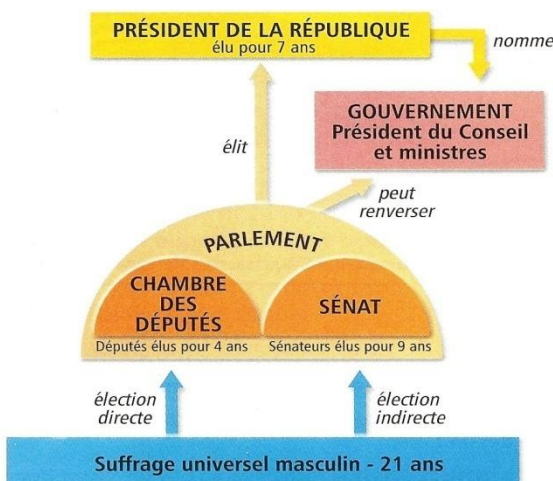 PRÉSIDENT DE LA RÉPUBLIQUE
élu pour 7 ans
nomme
GOUVERNEMENT
Président du Conseil
et ministres
élit
peut
renverser
PARLEMENT
CHAMBRE
DES
DÉPUTÉS
Députés élus pour 4 ans
SÉNAT
Sénateurs élus pour 9 ans
élection
directe
élection
indirecte
Suffrage universel masculin - 21 ans